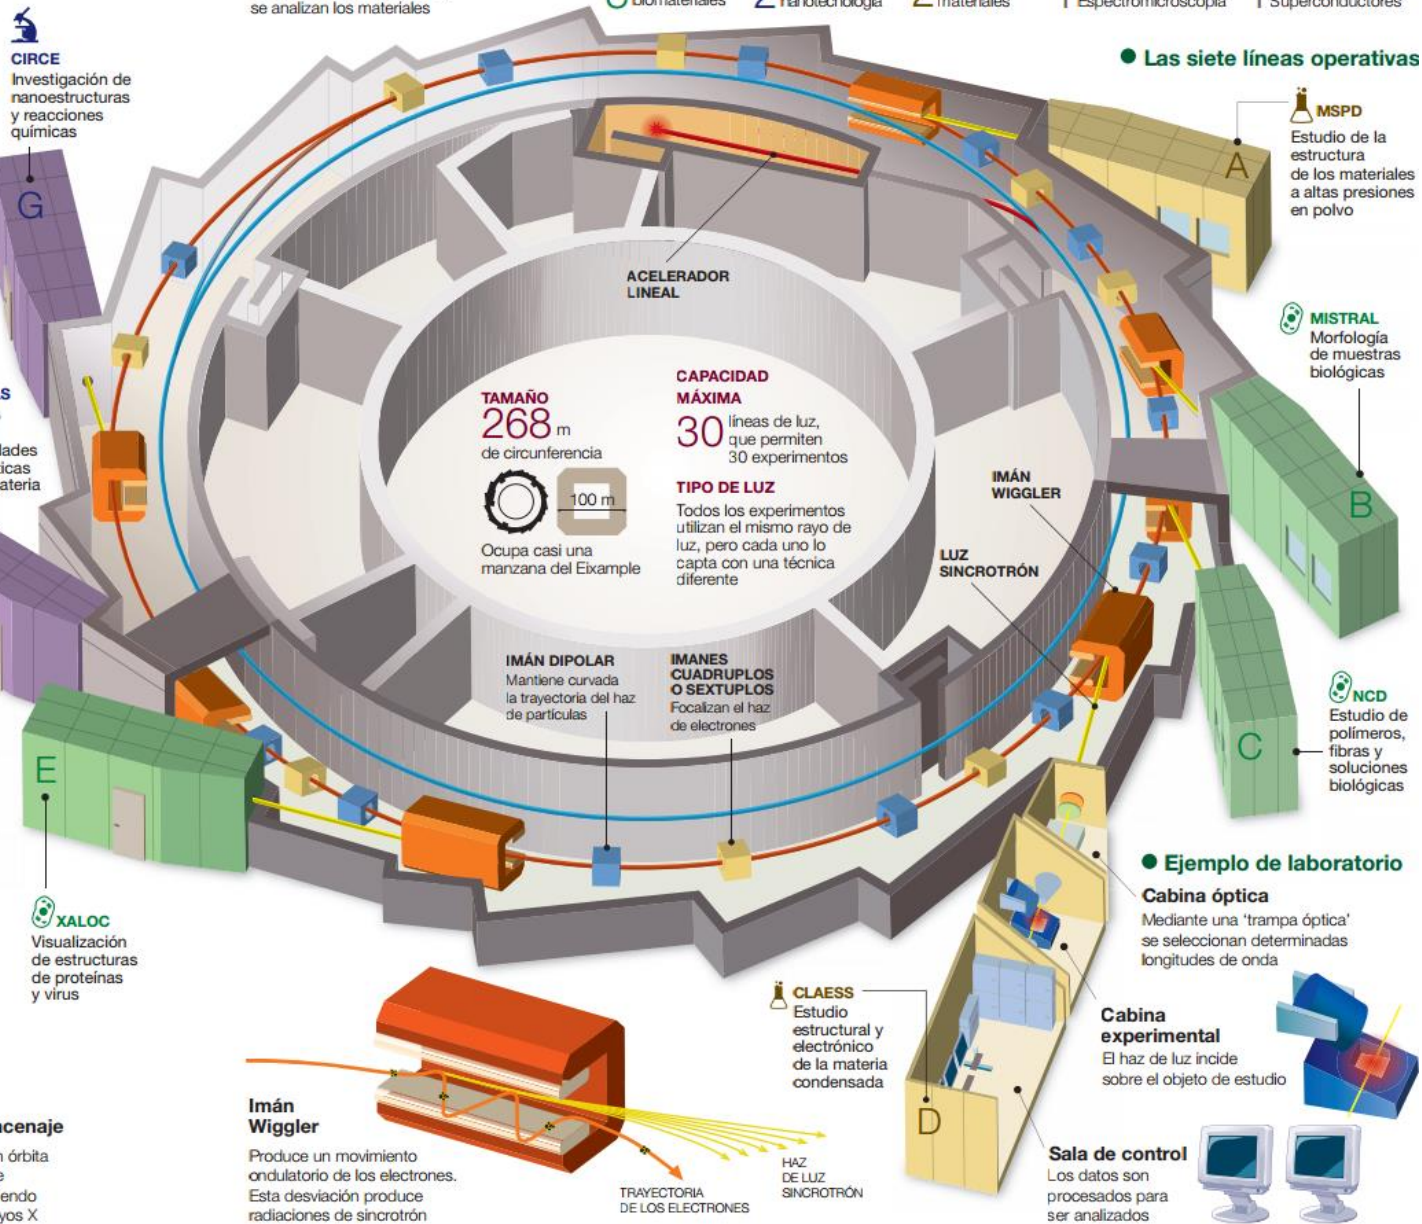 se analizan los materiales
biomateriales
nanotecnología
materiales
Espectromicroscopía
Superconductores
CIRCE
Investigación de
nanoestructuras
y reacciones
químicas
G
● Las siete líneas operativas
A
MSPD
Estudio de la
estructura
de los materiales
a altas presiones
en polvo
ACELERADOR
LINEAL
MISTRAL
Morfología
de muestras
biológicas
B
TAMAÑO
268 m
de circunferencia
100 m
Ocupa casi una
manzana del Eixample
CAPACIDAD
MÁXIMA
30 líneas de luz,
que permiten
30 experimentos
TIPO DE LUZ
Todos los experimentos
utilizan el mismo rayo de
luz, pero cada uno lo
capta con una técnica
diferente
IMÁN
WIGGLER
LUZ
SINCROTRÓN
IMÁN DIPOLAR
Mantiene curvada
la trayectoria del haz
de partículas
IMANES
CUADRUPLOS
O SEXTUPLOS
Focalizan el haz
de electrones
C
NCD
Estudio de
polímeros,
fibras y
soluciones
biológicas
E
XALOC
Visualización
de estructuras
de proteínas
y virus
● Ejemplo de laboratorio
Cabina óptica
Mediante una ‘trampa óptica’
se seleccionan determinadas
longitudes de onda
Cabina
experimental
El haz de luz incide
sobre el objeto de estudio
CLAESS
Estudio
estructural y
electrónico
de la materia
condensada
D
Sala de control
Los datos son
procesados para
ser analizados
Imán
Wiggler
Produce un movimiento
ondulatorio de los electrones.
Esta desviación produce
radiaciones de sincrotrón
TRAYECTORIA
DE LOS ELECTRONES
HAZ
DE LUZ
SINCROTRÓN
órbita